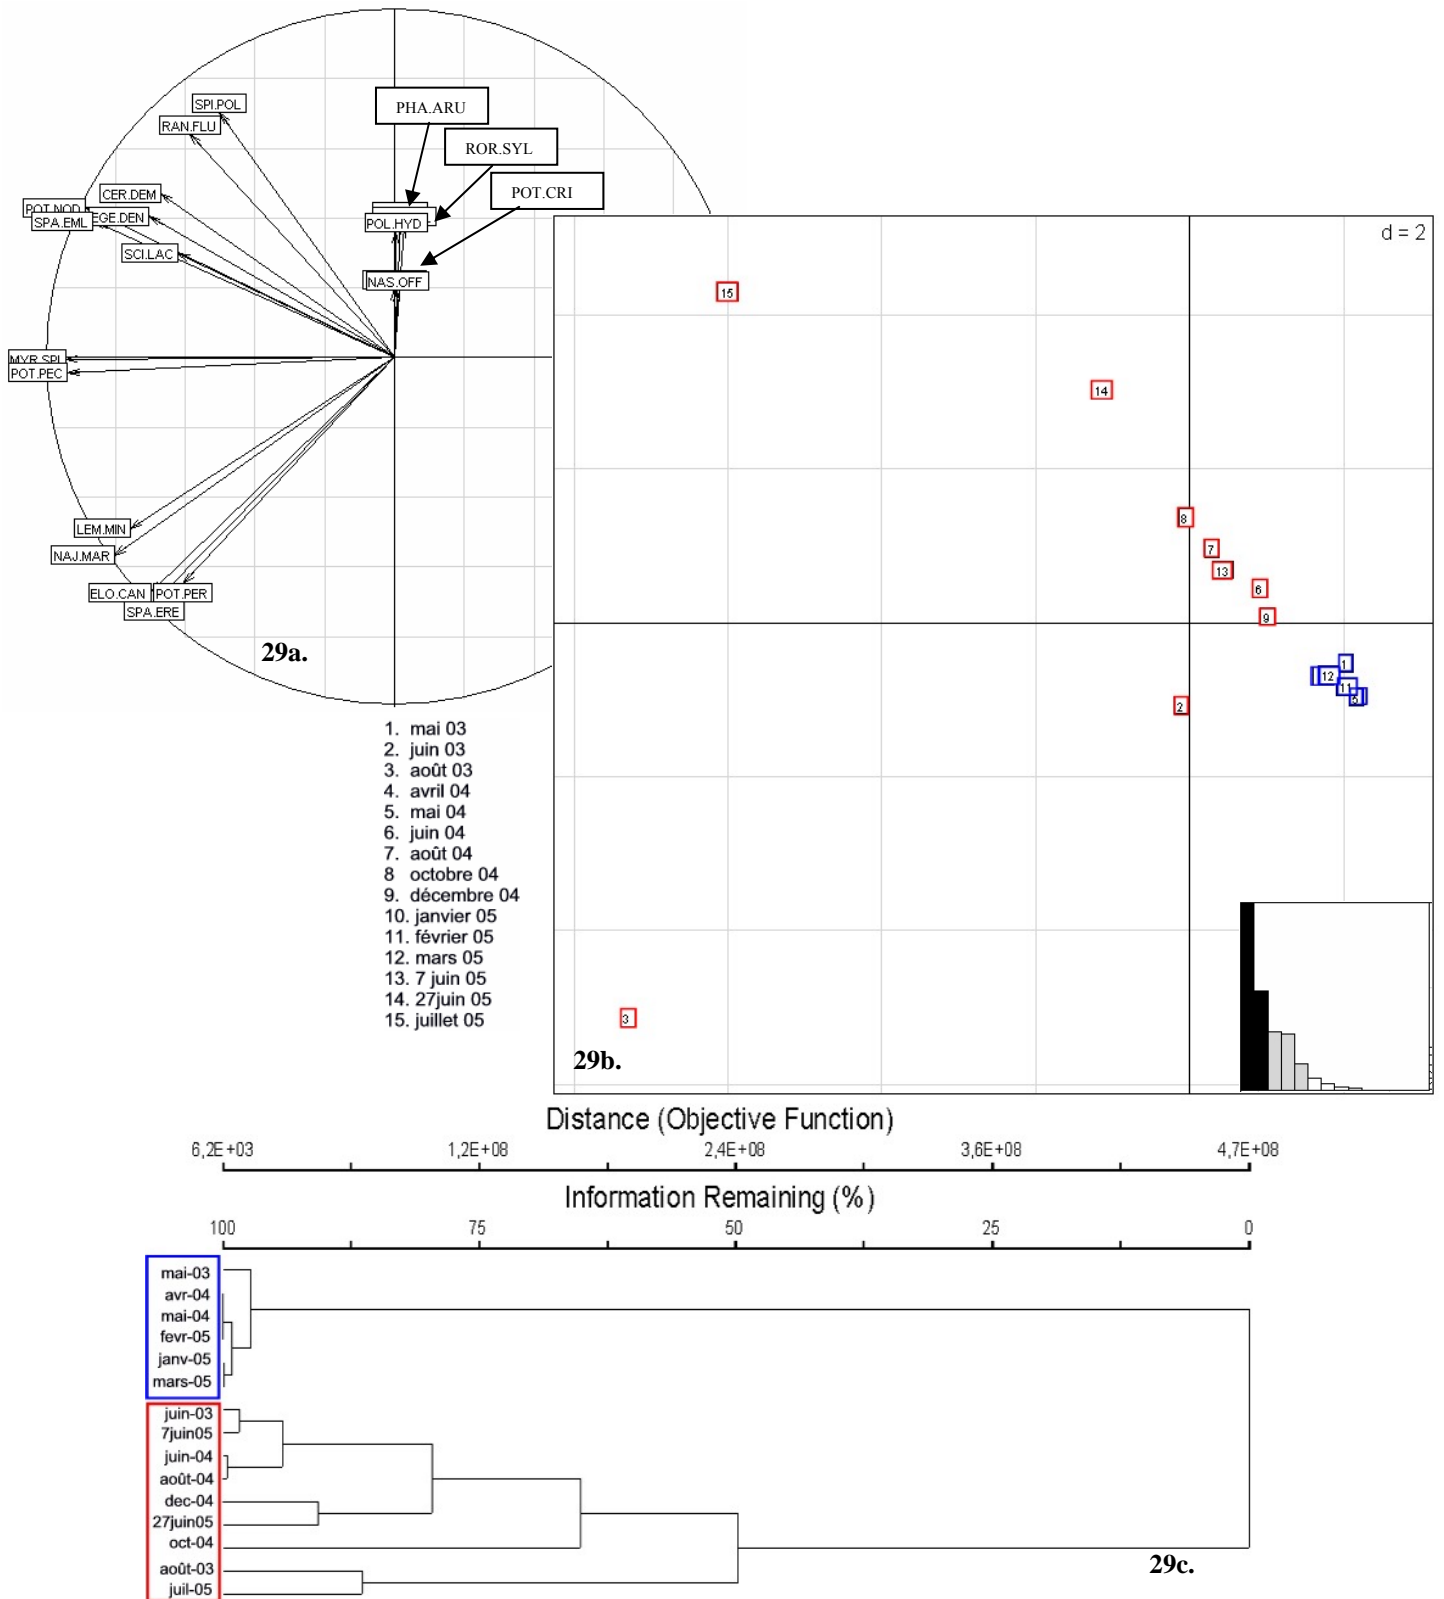 SPI.POL
RAN.FLU
PHA.ARU
ROR.SYL
POT.CRI
CER.DEM
POT.NOD
EGE.DEN
SPA.EML
SCI.LAC
POL.HYD
NAS.OFF
MYR.SPI
POT.PEC
LEM.MIN
NAJ.MAR
ELO.CAN
POT.PER
SPA.ERE
29a.
d = 2
15
14
8
7
13
6
9
1
12
11
5
2
3
29b.
1. mai 03
2. juin 03
3. août 03
4. avril 04
5. mai 04
6. juin 04
7. août 04
8 octobre 04
9. décembre 04
10. janvier 05
11. février 05
12. mars 05
13. 7 juin 05
14. 27juin 05
15. juillet 05
Distance (Objective Function)
6,2E+03 1,2E+08 2,4E+08 3,6E+08 4,7E+08
Information Remaining (%)
100 75 50 25 0
mai-03
avr-04
mai-04
fevr-05
janv-05
mars-05
juin-03
7juin05
juin-04
août-04
dec-04
27juin05
oct-04
août-03
juil-05
29c.